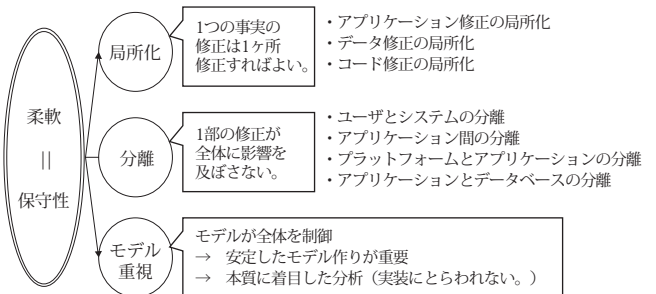 柔軟
||
保守性
局所化
1つの事実の
修正は1ヶ所
修正すればよい。
・アプリケーション修正の局所化
・データ修正の局所化
・コード修正の局所化
分離
1部の修正が
全体に影響を
及ぼさない。
・ユーザとシステムの分離
・アプリケーション間の分離
・プラットフォームとアプリケーションの分離
・アプリケーションとデータベースの分離
モデル
重視
モデルが全体を制御
→ 安定したモデル作りが重要
→ 本質に着目した分析(実装にとらわれない。)